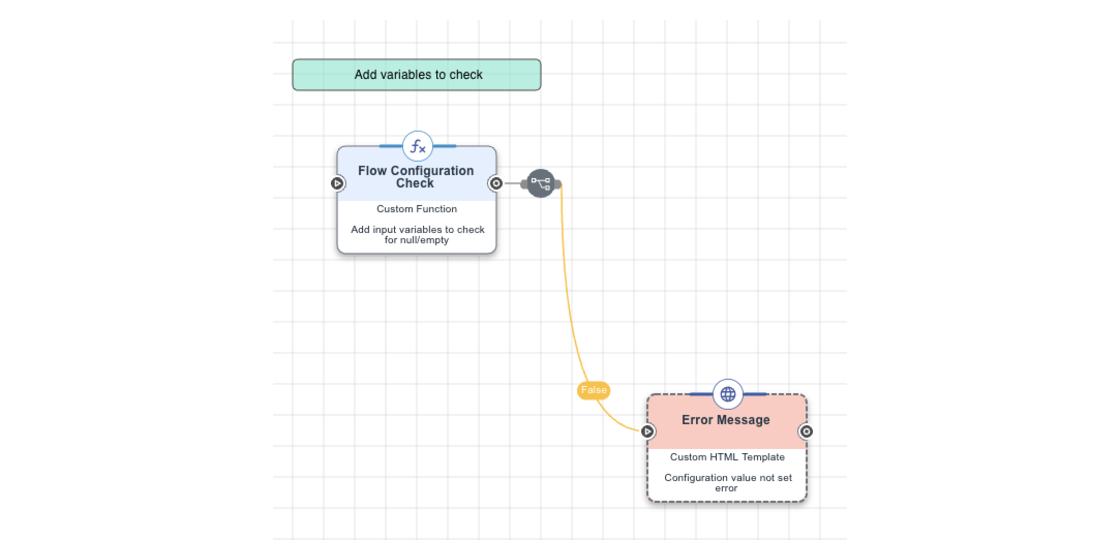 Add variables to check
fx
Flow Configuration
Check
Custom Function
Add input variables to check
for null/empty
False
Error Message
Custom HTML Template
Configuration value not set
error